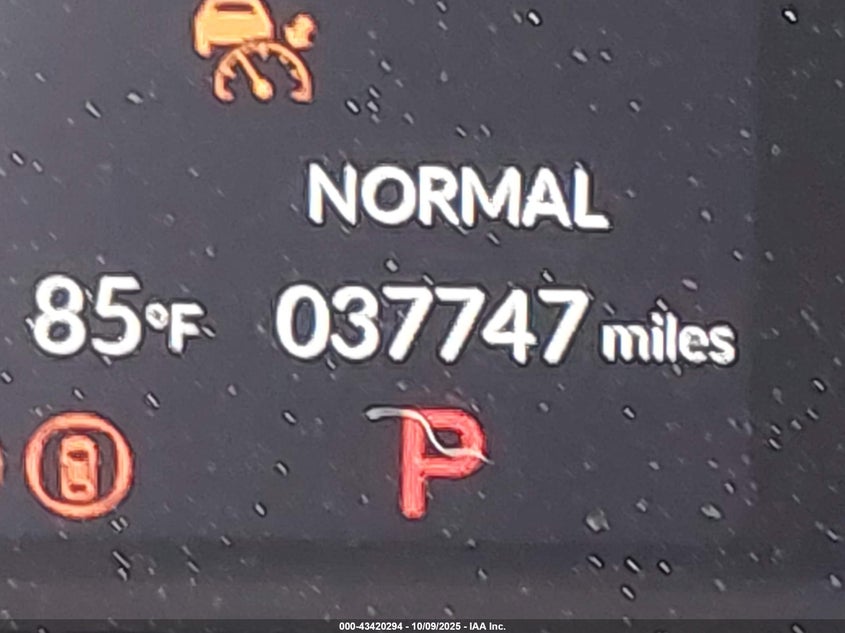 NORMAL
85°F 037747 miles
P
000-43420294 - 10/09/2025 - IAA Inc.